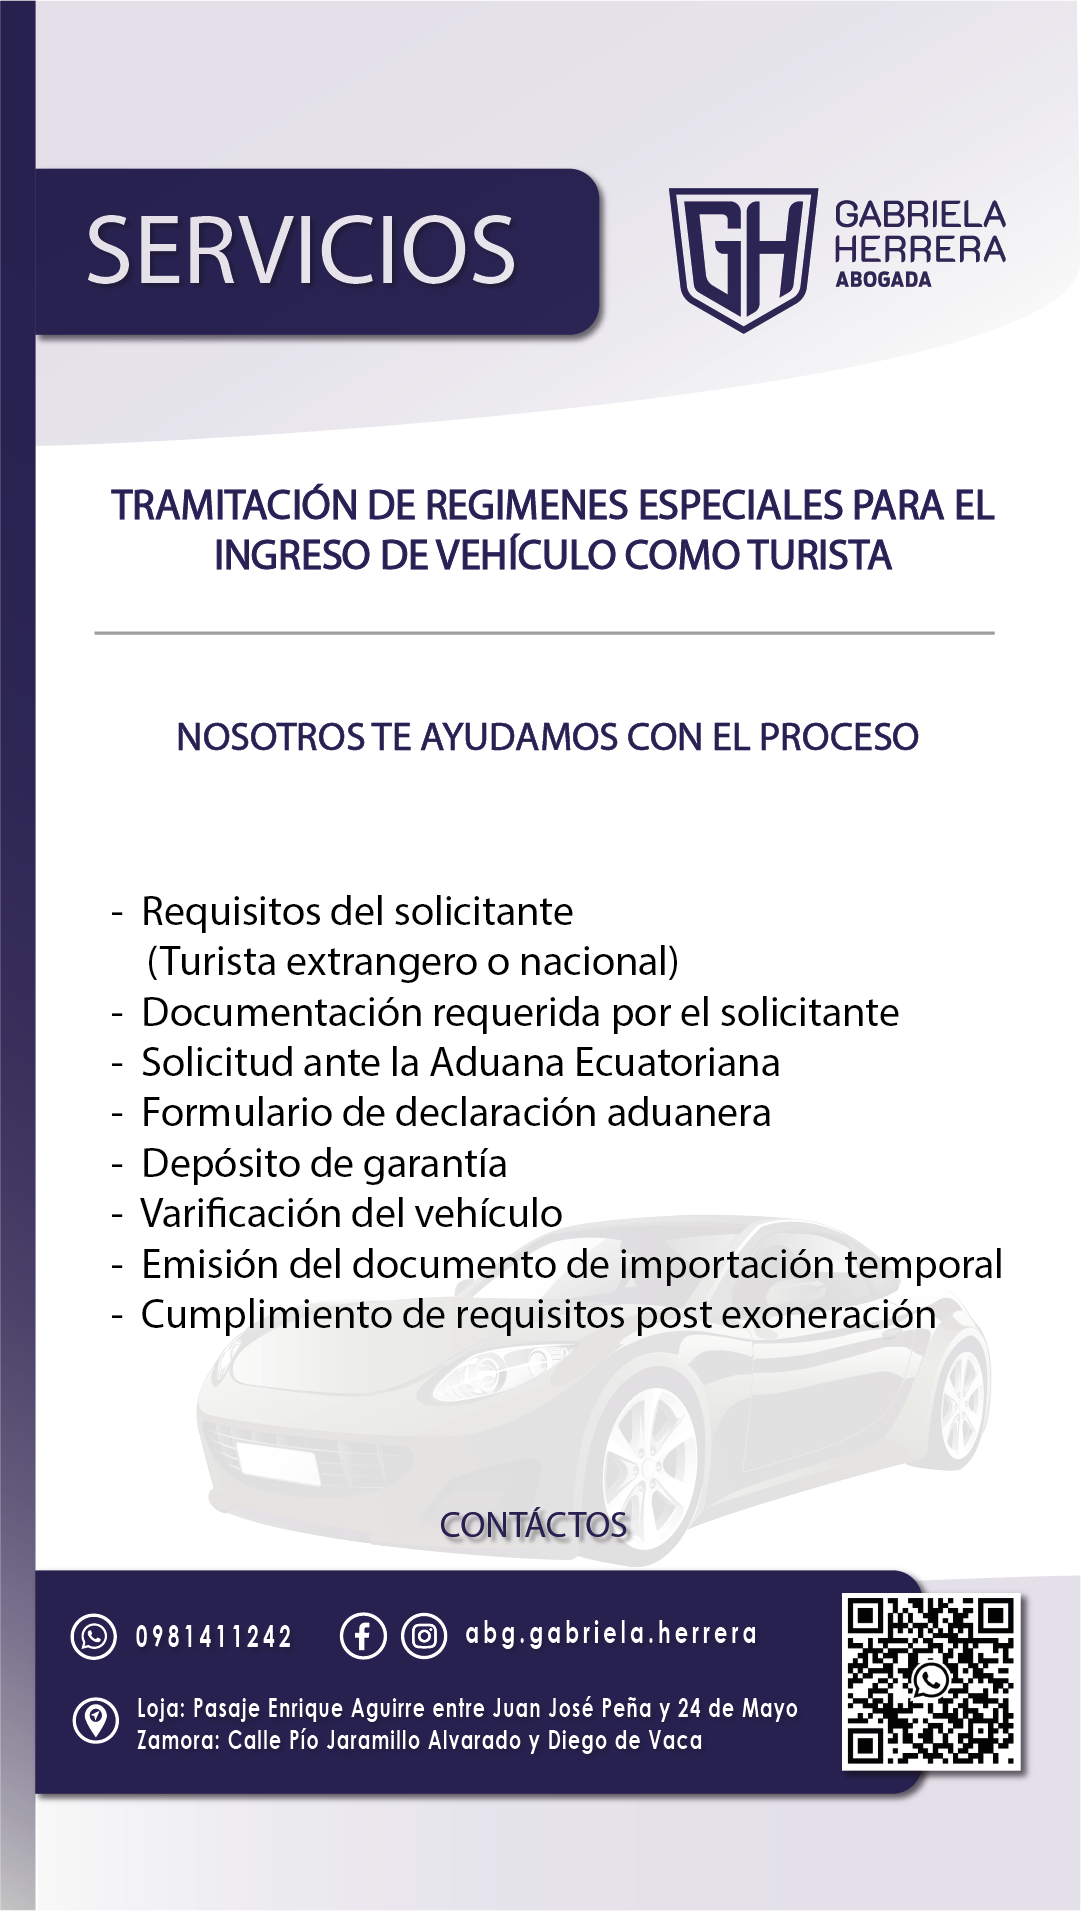 SERVICIOS
GH
GABRIELA
HERRERA
ABOGADA
TRAMITACIÓN DE REGIMENES ESPECIALES PARA EL
INGRESO DE VEHÍCULO COMO TURISTA
NOSOTROS TE AYUDAMOS CON EL PROCESO
- Requisitos del solicitante
(Turista extrangero o nacional)
- Documentación requerida por el solicitante
- Solicitud ante la Aduana Ecuatoriana
- Formulario de declaración aduanera
- Depósito de garantía
- Varificación del vehículo
- Emisión del documento de importación temporal
- Cumplimiento de requisitos post exoneración
CONTÁCTOS
0981411242
abg.gabriela.herrera
Loja: Pasaje Enrique Aguirre entre Juan José Peña y 24 de Mayo
Zamora: Calle Pío Jaramillo Alvarado y Diego de Vaca